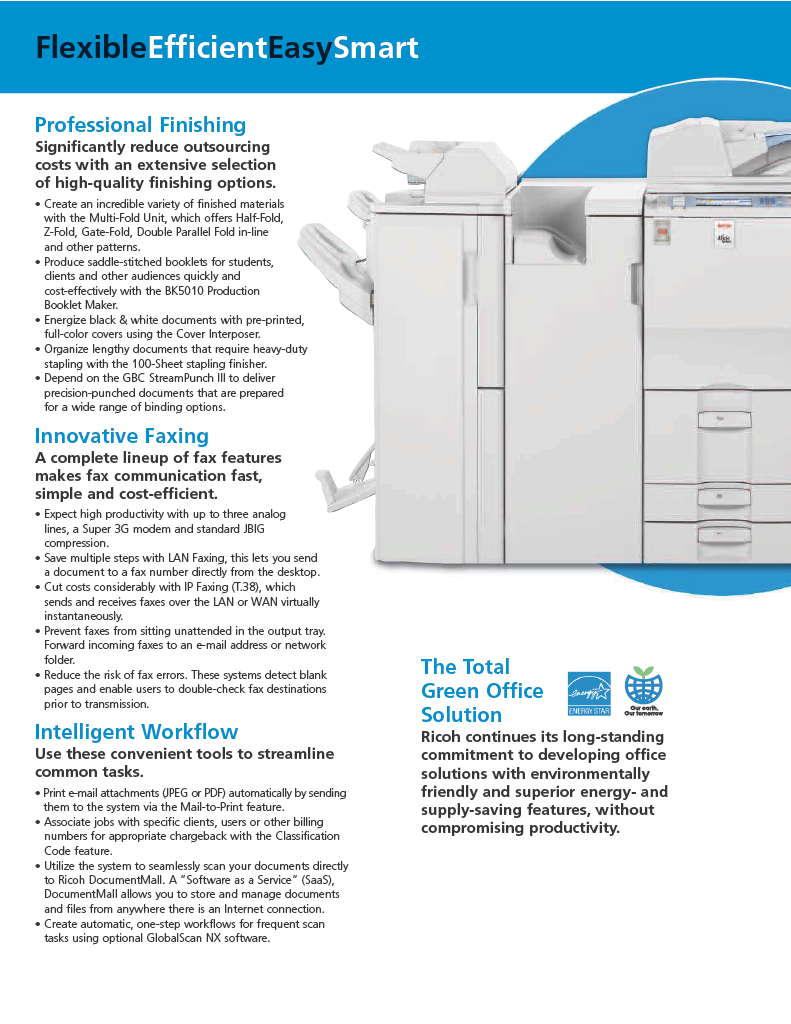 FlexibleEfficientEasySmart
Professional Finishing
Significantly reduce outsourcing
costs with an extensive selection
of high-quality finishing options.
• Create an incredible variety of finished materials
with the Multi-Fold Unit, which offers Half-Fold,
Z-Fold, Gate-Fold, Double Parallel Fold in-line
and other patterns.
• Produce saddle-stitched booklets for students,
clients and other audiences quickly and
cost-effectively with the BK5010 Production
Booklet Maker.
• Energize black & white documents with pre-printed,
full-color covers using the Cover Interposer.
• Organize lengthy documents that require heavy-duty
stapling with the 100-Sheet stapling finisher.
• Depend on the GBC StreamPunch III to deliver
precision-punched documents that are prepared
for a wide range of binding options.
Innovative Faxing
A complete lineup of fax features
makes fax communication fast,
simple and cost-efficient.
• Expect high productivity with up to three analog
lines, a Super 3G modem and standard JBIG
compression.
• Save multiple steps with LAN Faxing, this lets you send
a document to a fax number directly from the desktop.
• Cut costs considerably with IP Faxing (T.38), which
sends and receives faxes over the LAN or WAN virtually
instantaneously.
• Prevent faxes from sitting unattended in the output tray.
Forward incoming faxes to an e-mail address or network
folder.
• Reduce the risk of fax errors. These systems detect blank
pages and enable users to double-check fax destinations
prior to transmission.
Intelligent Workflow
Use these convenient tools to streamline
common tasks.
• Print e-mail attachments (JPEG or PDF) automatically by sending
them to the system via the Mail-to-Print feature.
• Associate jobs with specific clients, users or other billing
numbers for appropriate chargeback with the Classification
Code feature.
• Utilize the system to seamlessly scan your documents directly
to Ricoh DocumentMall. A “Software as a Service” (SaaS),
DocumentMall allows you to store and manage documents
and files from anywhere there is an Internet connection.
• Create automatic, one-step workflows for frequent scan
tasks using optional GlobalScan NX software.
The Total
Green Office
Solution
energy
ENERGY STAR
Our earth,
Our tomorrow
Ricoh continues its long-standing
commitment to developing office
solutions with environmentally
friendly and superior energy- and
supply-saving features, without
compromising productivity.